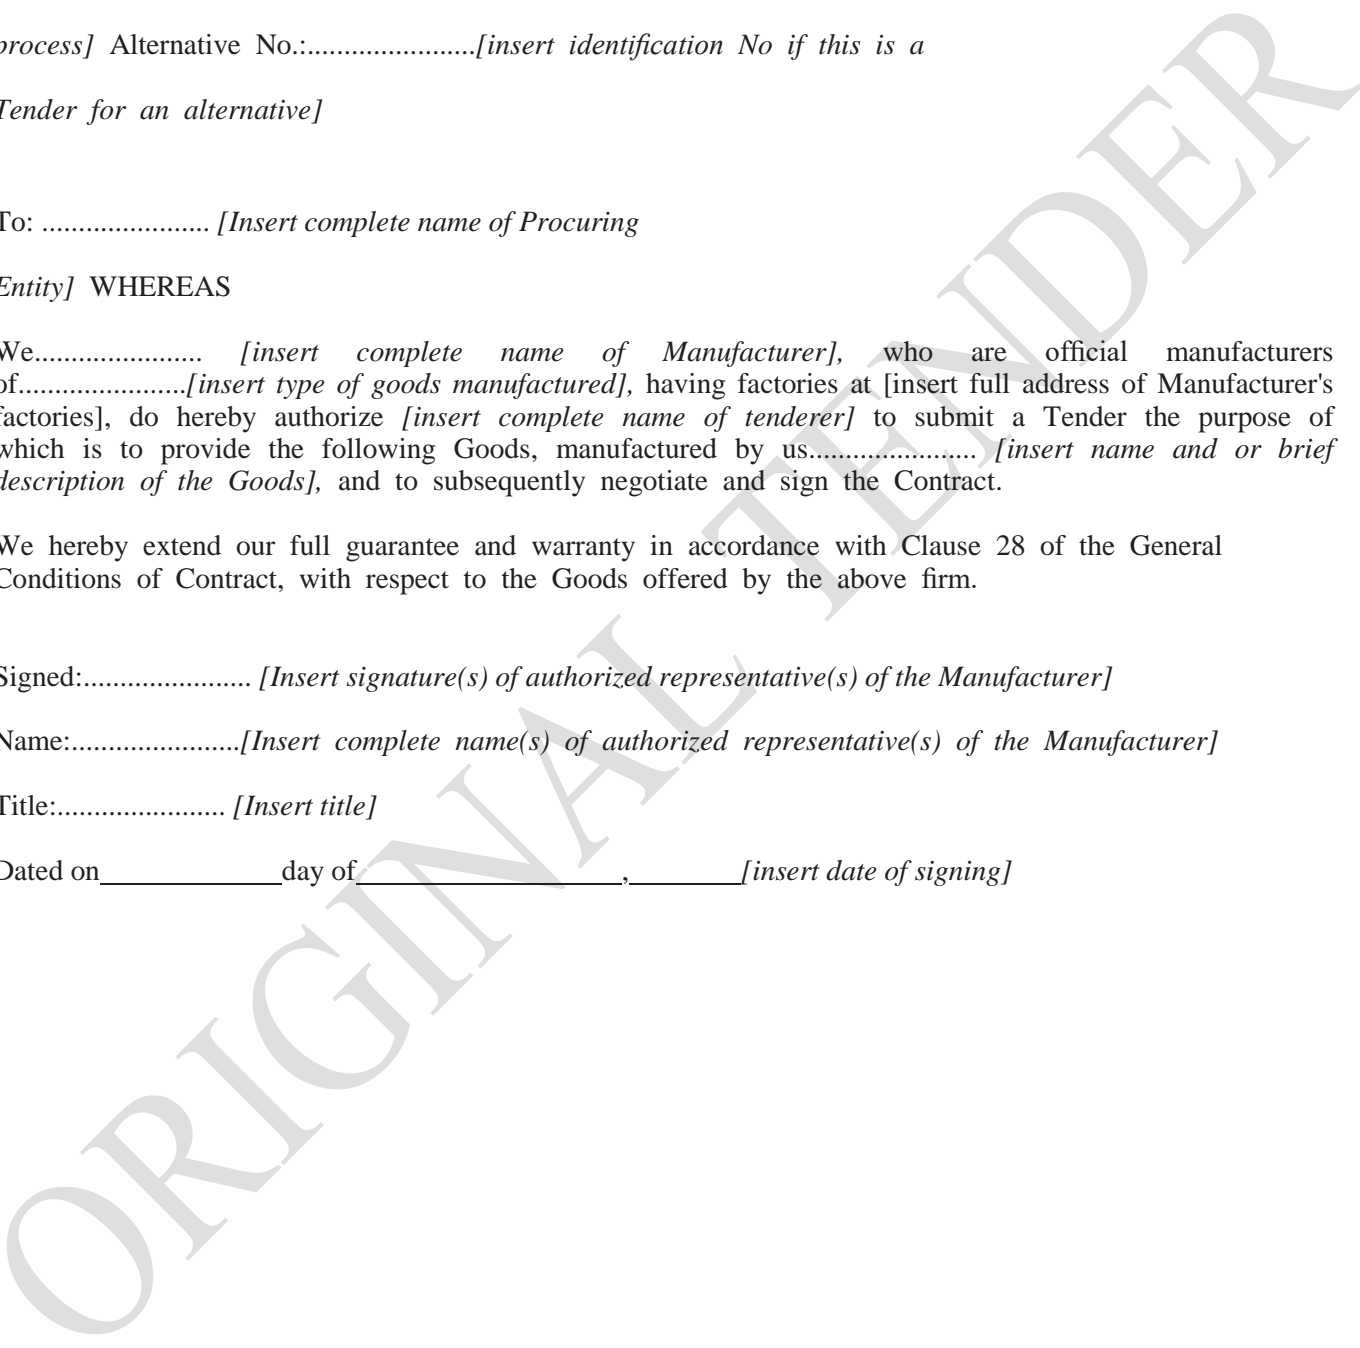 process] Alternative No.:.......................[insert identification No if this is a
Tender for an alternative]
To: ....................... [Insert complete name of Procuring
Entity] WHEREAS
We....................... [insert complete name of Manufacturer], who are official manufacturers
of.......................[insert type of goods manufactured], having factories at [insert full address of Manufacturer's
factories], do hereby authorize [insert complete name of tenderer] to submit a Tender the purpose of
which is to provide the following Goods, manufactured by us....................... [insert name and or brief
description of the Goods], and to subsequently negotiate and sign the Contract.
We hereby extend our full guarantee and warranty in accordance with Clause 28 of the General
Conditions of Contract, with respect to the Goods offered by the above firm.
Signed:....................... [Insert signature(s) of authorized representative(s) of the Manufacturer]
Name:.......................[Insert complete name(s) of authorized representative(s) of the Manufacturer]
Title:....................... [Insert title]
Dated on____________day of__________________,________[insert date of signing]
ORIGINAL TENDER